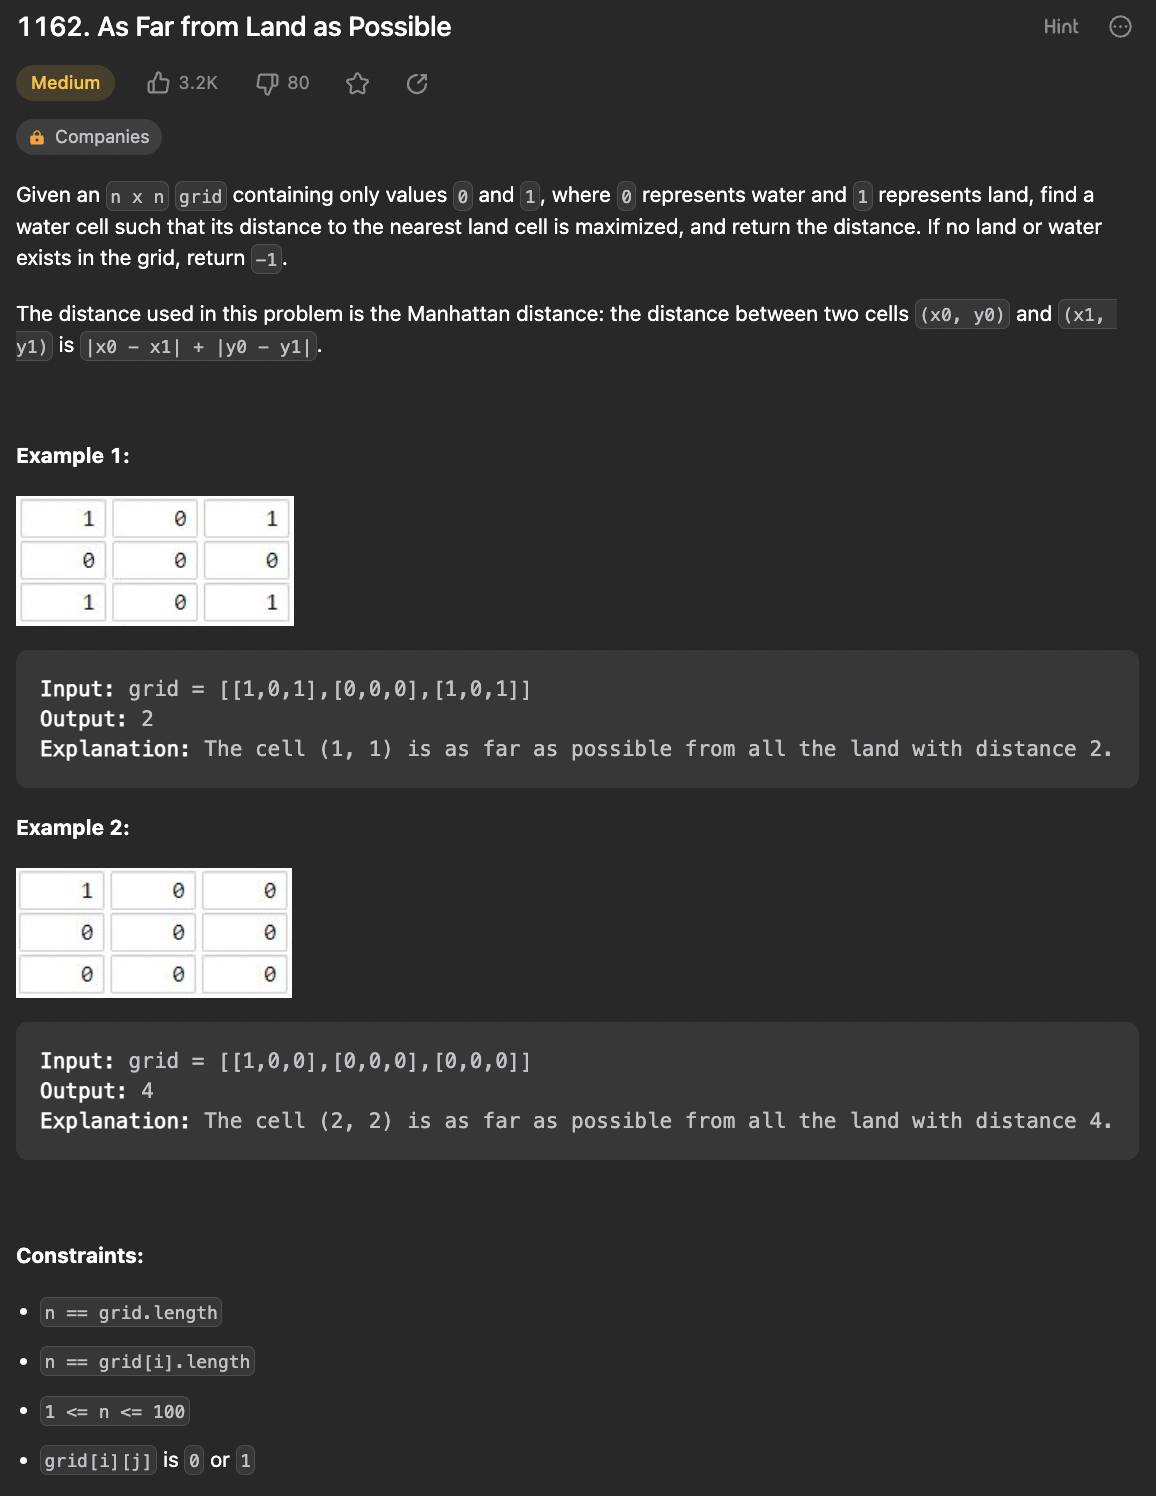 1162. As Far from Land as Possible
Hint
Medium 3.2K 80
Companies
Given an n x n grid containing only values 0 and 1, where 0 represents water and 1 represents land, find a
water cell such that its distance to the nearest land cell is maximized, and return the distance. If no land or water
exists in the grid, return -1.
The distance used in this problem is the Manhattan distance: the distance between two cells (x0, y0) and (x1,
y1) is |x0 - x1| + |y0 - y1|.
Example 1:
1 0 1
0 0 0
1 0 1
Input: grid = [[1,0,1],[0,0,0],[1,0,1]]
Output: 2
Explanation: The cell (1, 1) is as far as possible from all the land with distance 2.
Example 2:
1 0 0
0 0 0
0 0 0
Input: grid = [[1,0,0],[0,0,0],[0,0,0]]
Output: 4
Explanation: The cell (2, 2) is as far as possible from all the land with distance 4.
Constraints:
• n == grid.length
• n == grid[i].length
• 1 <= n <= 100
• grid[i][j] is 0 or 1